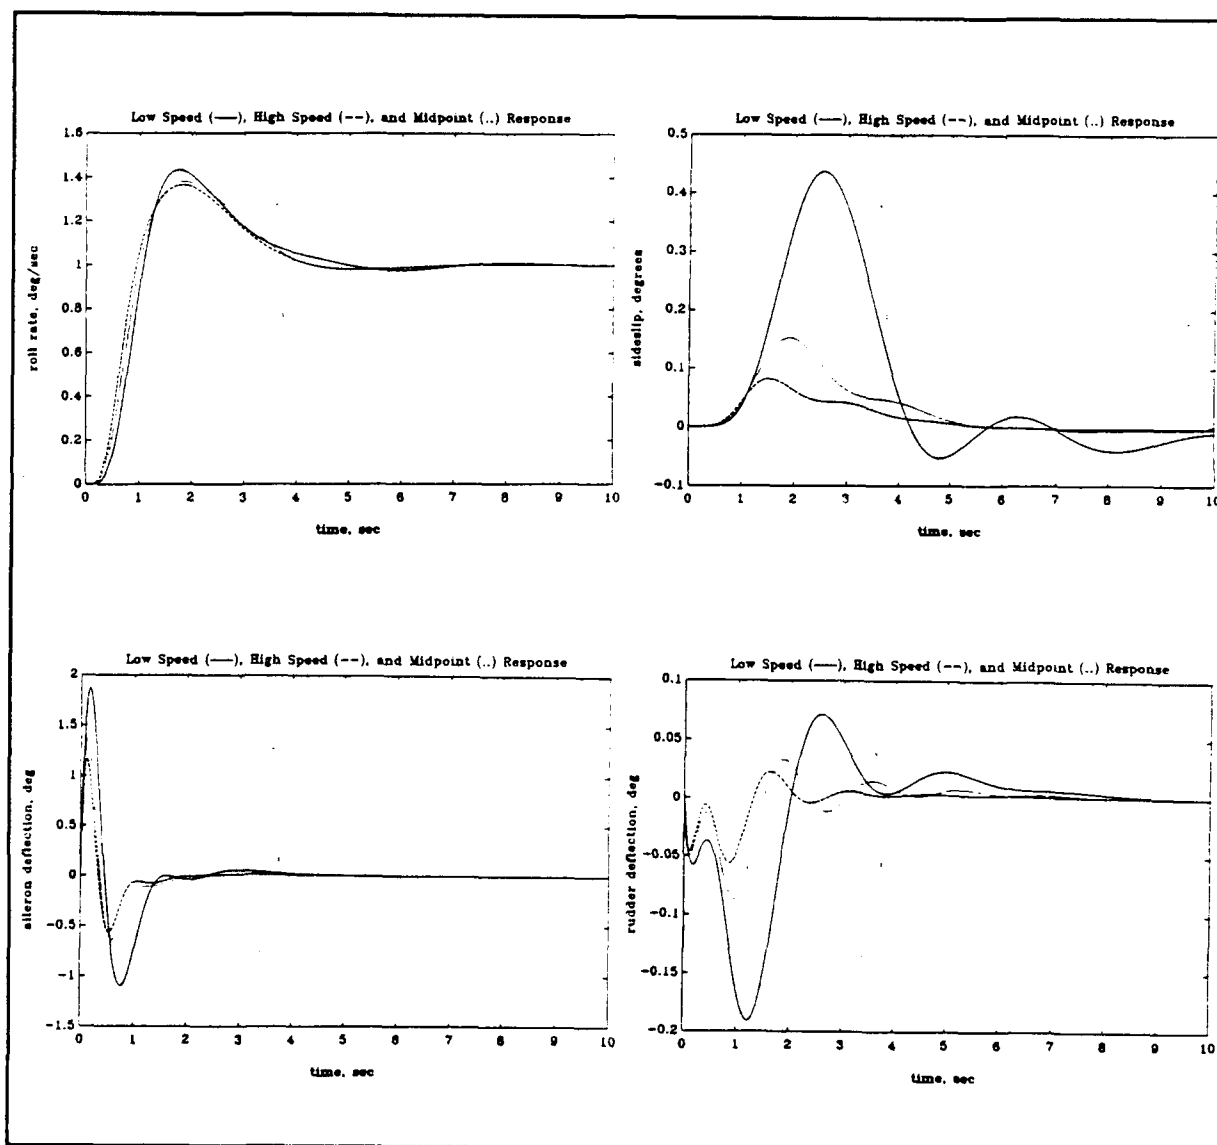 Low Speed (——), High Speed (--), and Midpoint (..) Response
1.6
1.4
1.2
1
0.8
0.6
0.4
0.2
0
roll rate, deg/sec
0 1 2 3 4 5 6 7 8 9 10
time, sec
Low Speed (——), High Speed (--), and Midpoint (..) Response
0.5
0.4
0.3
0.2
0.1
0
-0.1
sideslip, degrees
0 1 2 3 4 5 6 7 8 9 10
time, sec
Low Speed (——), High Speed (--), and Midpoint (..) Response
2
1.5
1
0.5
0
-0.5
-1
-1.5
aileron deflection, deg
0 1 2 3 4 5 6 7 8 9 10
time, sec
Low Speed (——), High Speed (--), and Midpoint (..) Response
0.1
0.05
0
-0.05
-0.1
-0.15
-0.2
rudder deflection, deg
0 1 2 3 4 5 6 7 8 9 10
time, sec